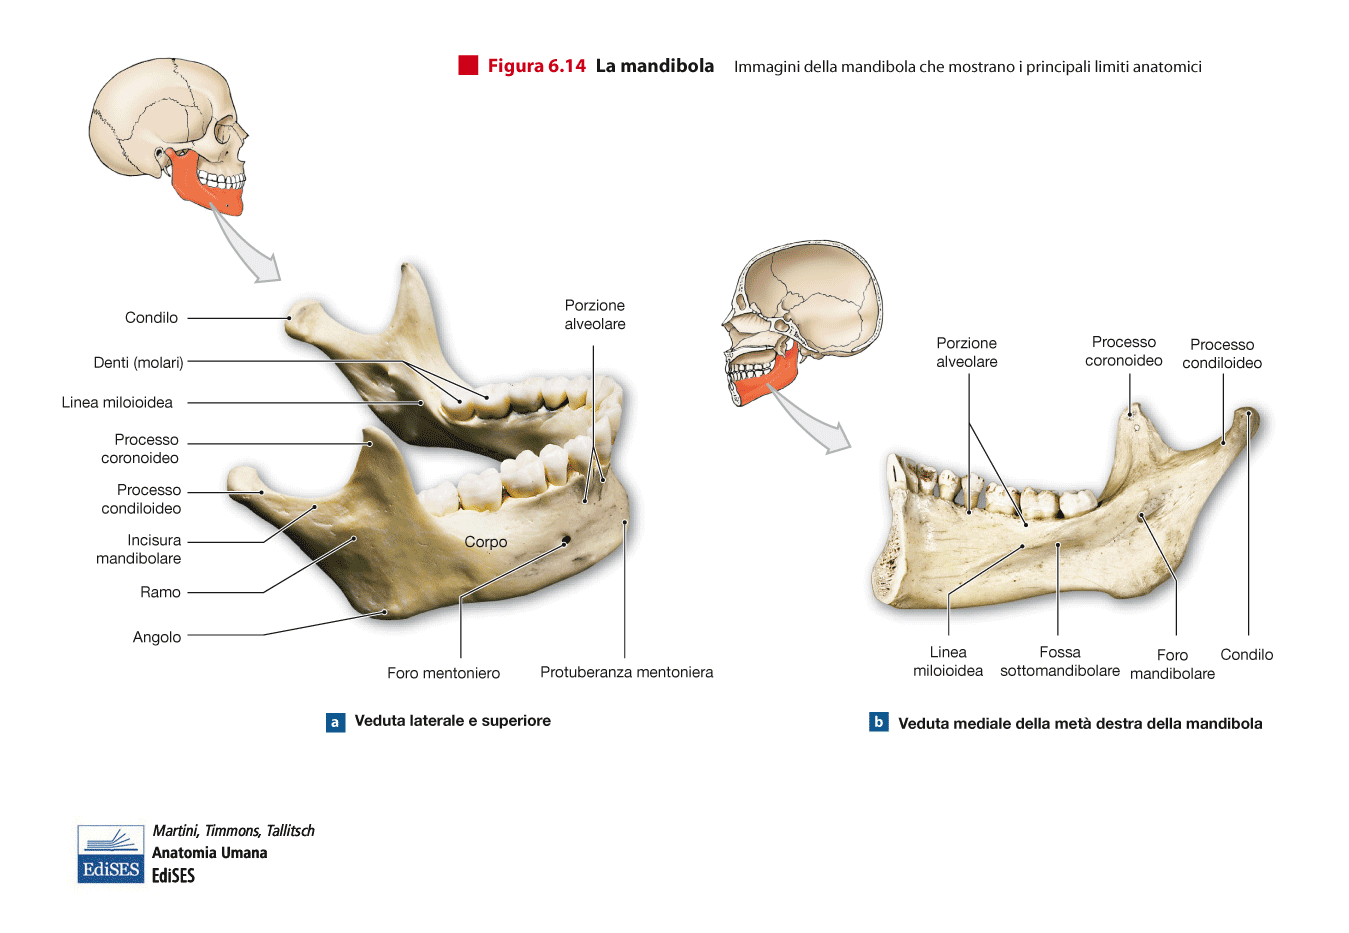 Figura 6.14 La mandibola Immagini della mandibola che mostrano i principali limiti anatomici
Condilo
Denti (molari)
Linea miloioidea
Processo
coronoideo
Processo
condiloideo
Incisura
mandibolare
Ramo
Angolo
Porzione
alveolare
Corpo
Foro mentoniero
Protuberanza mentoniera
a Veduta laterale e superiore
Porzione
alveolare
Processo
coronoideo
Processo
condiloideo
Linea
miloioidea
Fossa
sottomandibolare
Foro
mandibolare
Condilo
b Veduta mediale della metà destra della mandibola
EdiSES
Martini, Timmons, Tallitsch
Anatomia Umana
EdiSES